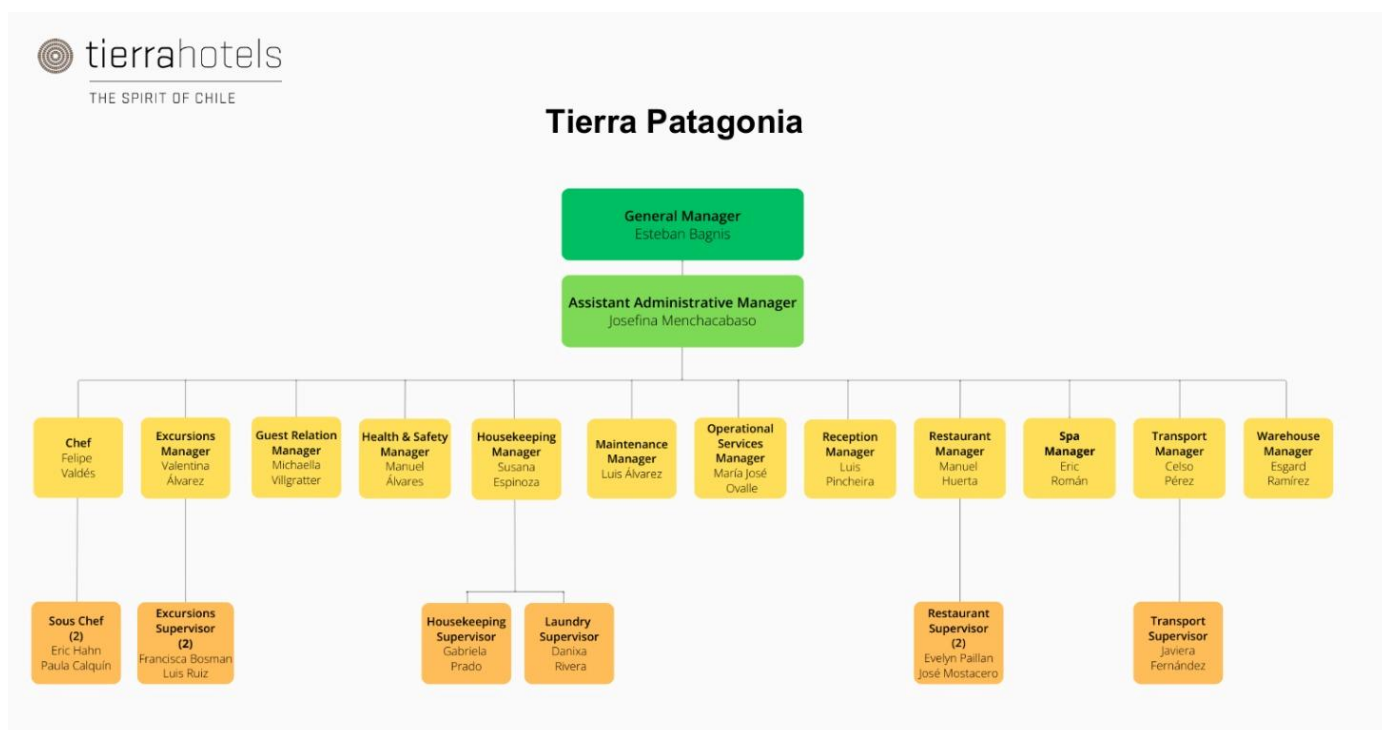 tierrahotels
THE SPIRIT OF CHILE
Tierra Patagonia
General Manager
Esteban Bagnis
Assistant Administrative Manager
Josefina Menchacabaso
Chef
Felipe
Valdés
Excursions
Manager
Valentina
Álvarez
Guest Relation
Manager
Michaella
Villgratter
Health & Safety
Manager
Manuel
Álvares
Housekeeping
Manager
Susana
Espinoza
Maintenance
Manager
Luis Álvarez
Operational
Services
Manager
María José
Ovalle
Reception
Manager
Luis
Pincheira
Restaurant
Manager
Manuel
Huerta
Spa
Manager
Eric
Román
Transport
Manager
Celso
Pérez
Warehouse
Manager
Esgard
Ramírez
Sous Chef
(2)
Eric Hahn
Paula Calquín
Excursions
Supervisor
(2)
Francisca Bosman
Luis Ruiz
Housekeeping
Supervisor
Gabriela
Prado
Laundry
Supervisor
Danixa
Rivera
Restaurant
Supervisor
(2)
Evelyn Paillan
José Mostacero
Transport
Supervisor
Javiera
Fernández